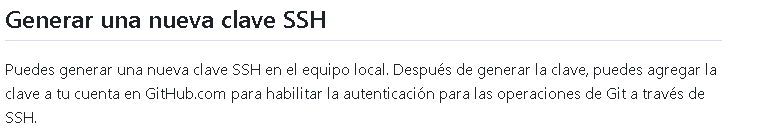 Generar una nueva clave SSH
Puedes generar una nueva clave SSH en el equipo local. Después de generar la clave, puedes agregar la
clave a tu cuenta en GitHub.com para habilitar la autenticación para las operaciones de Git a través de
SSH.